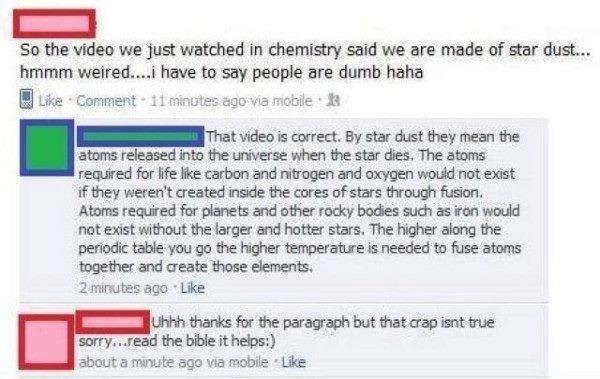 So the video we just watched in chemistry said we are made of star dust...
hmmm weired....i have to say people are dumb haha
Like · Comment · 11 minutes ago via mobile ·
That video is correct. By star dust they mean the
atoms released into the universe when the star dies. The atoms
required for life like carbon and nitrogen and oxygen would not exist
if they weren't created inside the cores of stars through fusion.
Atoms required for planets and other rocky bodies such as iron would
not exist without the larger and hotter stars. The higher along the
periodic table you go the higher temperature is needed to fuse atoms
together and create those elements.
2 minutes ago · Like
Uhhh thanks for the paragraph but that crap isnt true
sorry...read the bible it helps:)
about a minute ago via mobile · Like